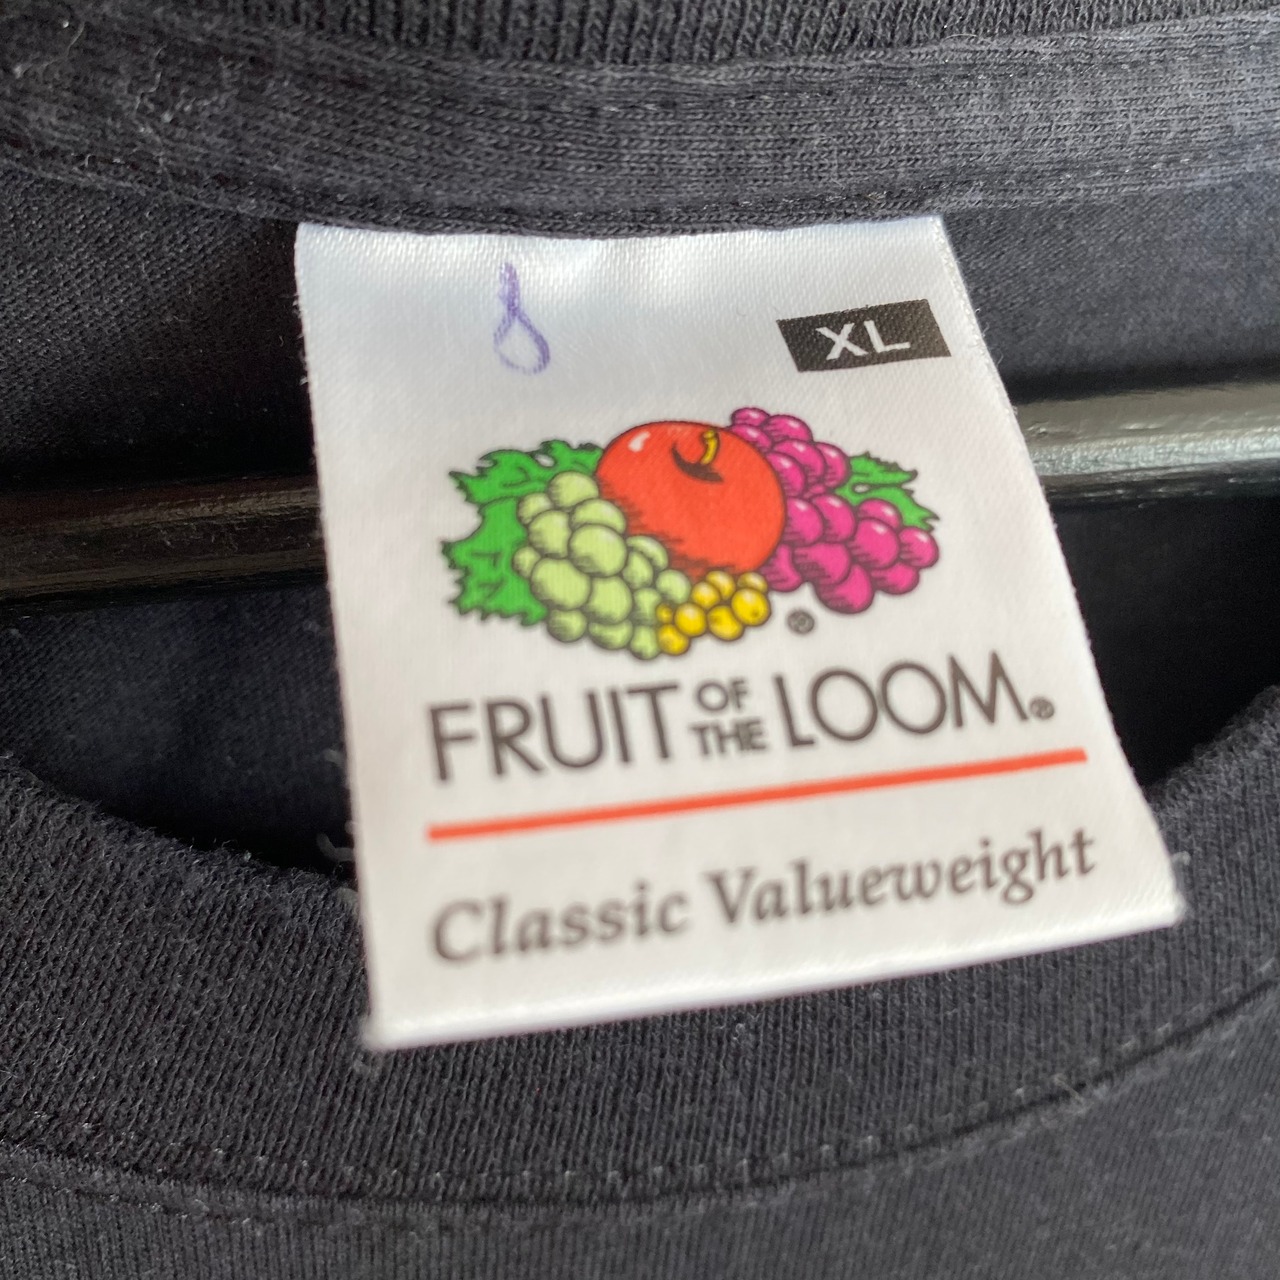 XL
FRUIT OF THE LOOM®
Classic Valueweight